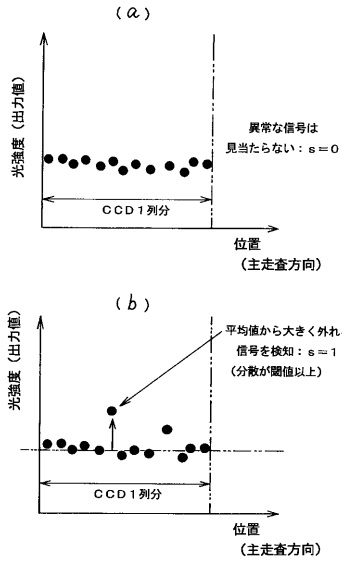 (a)
光強度（出力値）
異常な信号は
見当たらない：s＝0
CCD1列分
位置
（主走査方向）
(b)
光強度（出力値）
平均値から大きく外れ
信号を検知：s＝1
（分散が閾値以上）
CCD1列分
位置
（主走査方向）